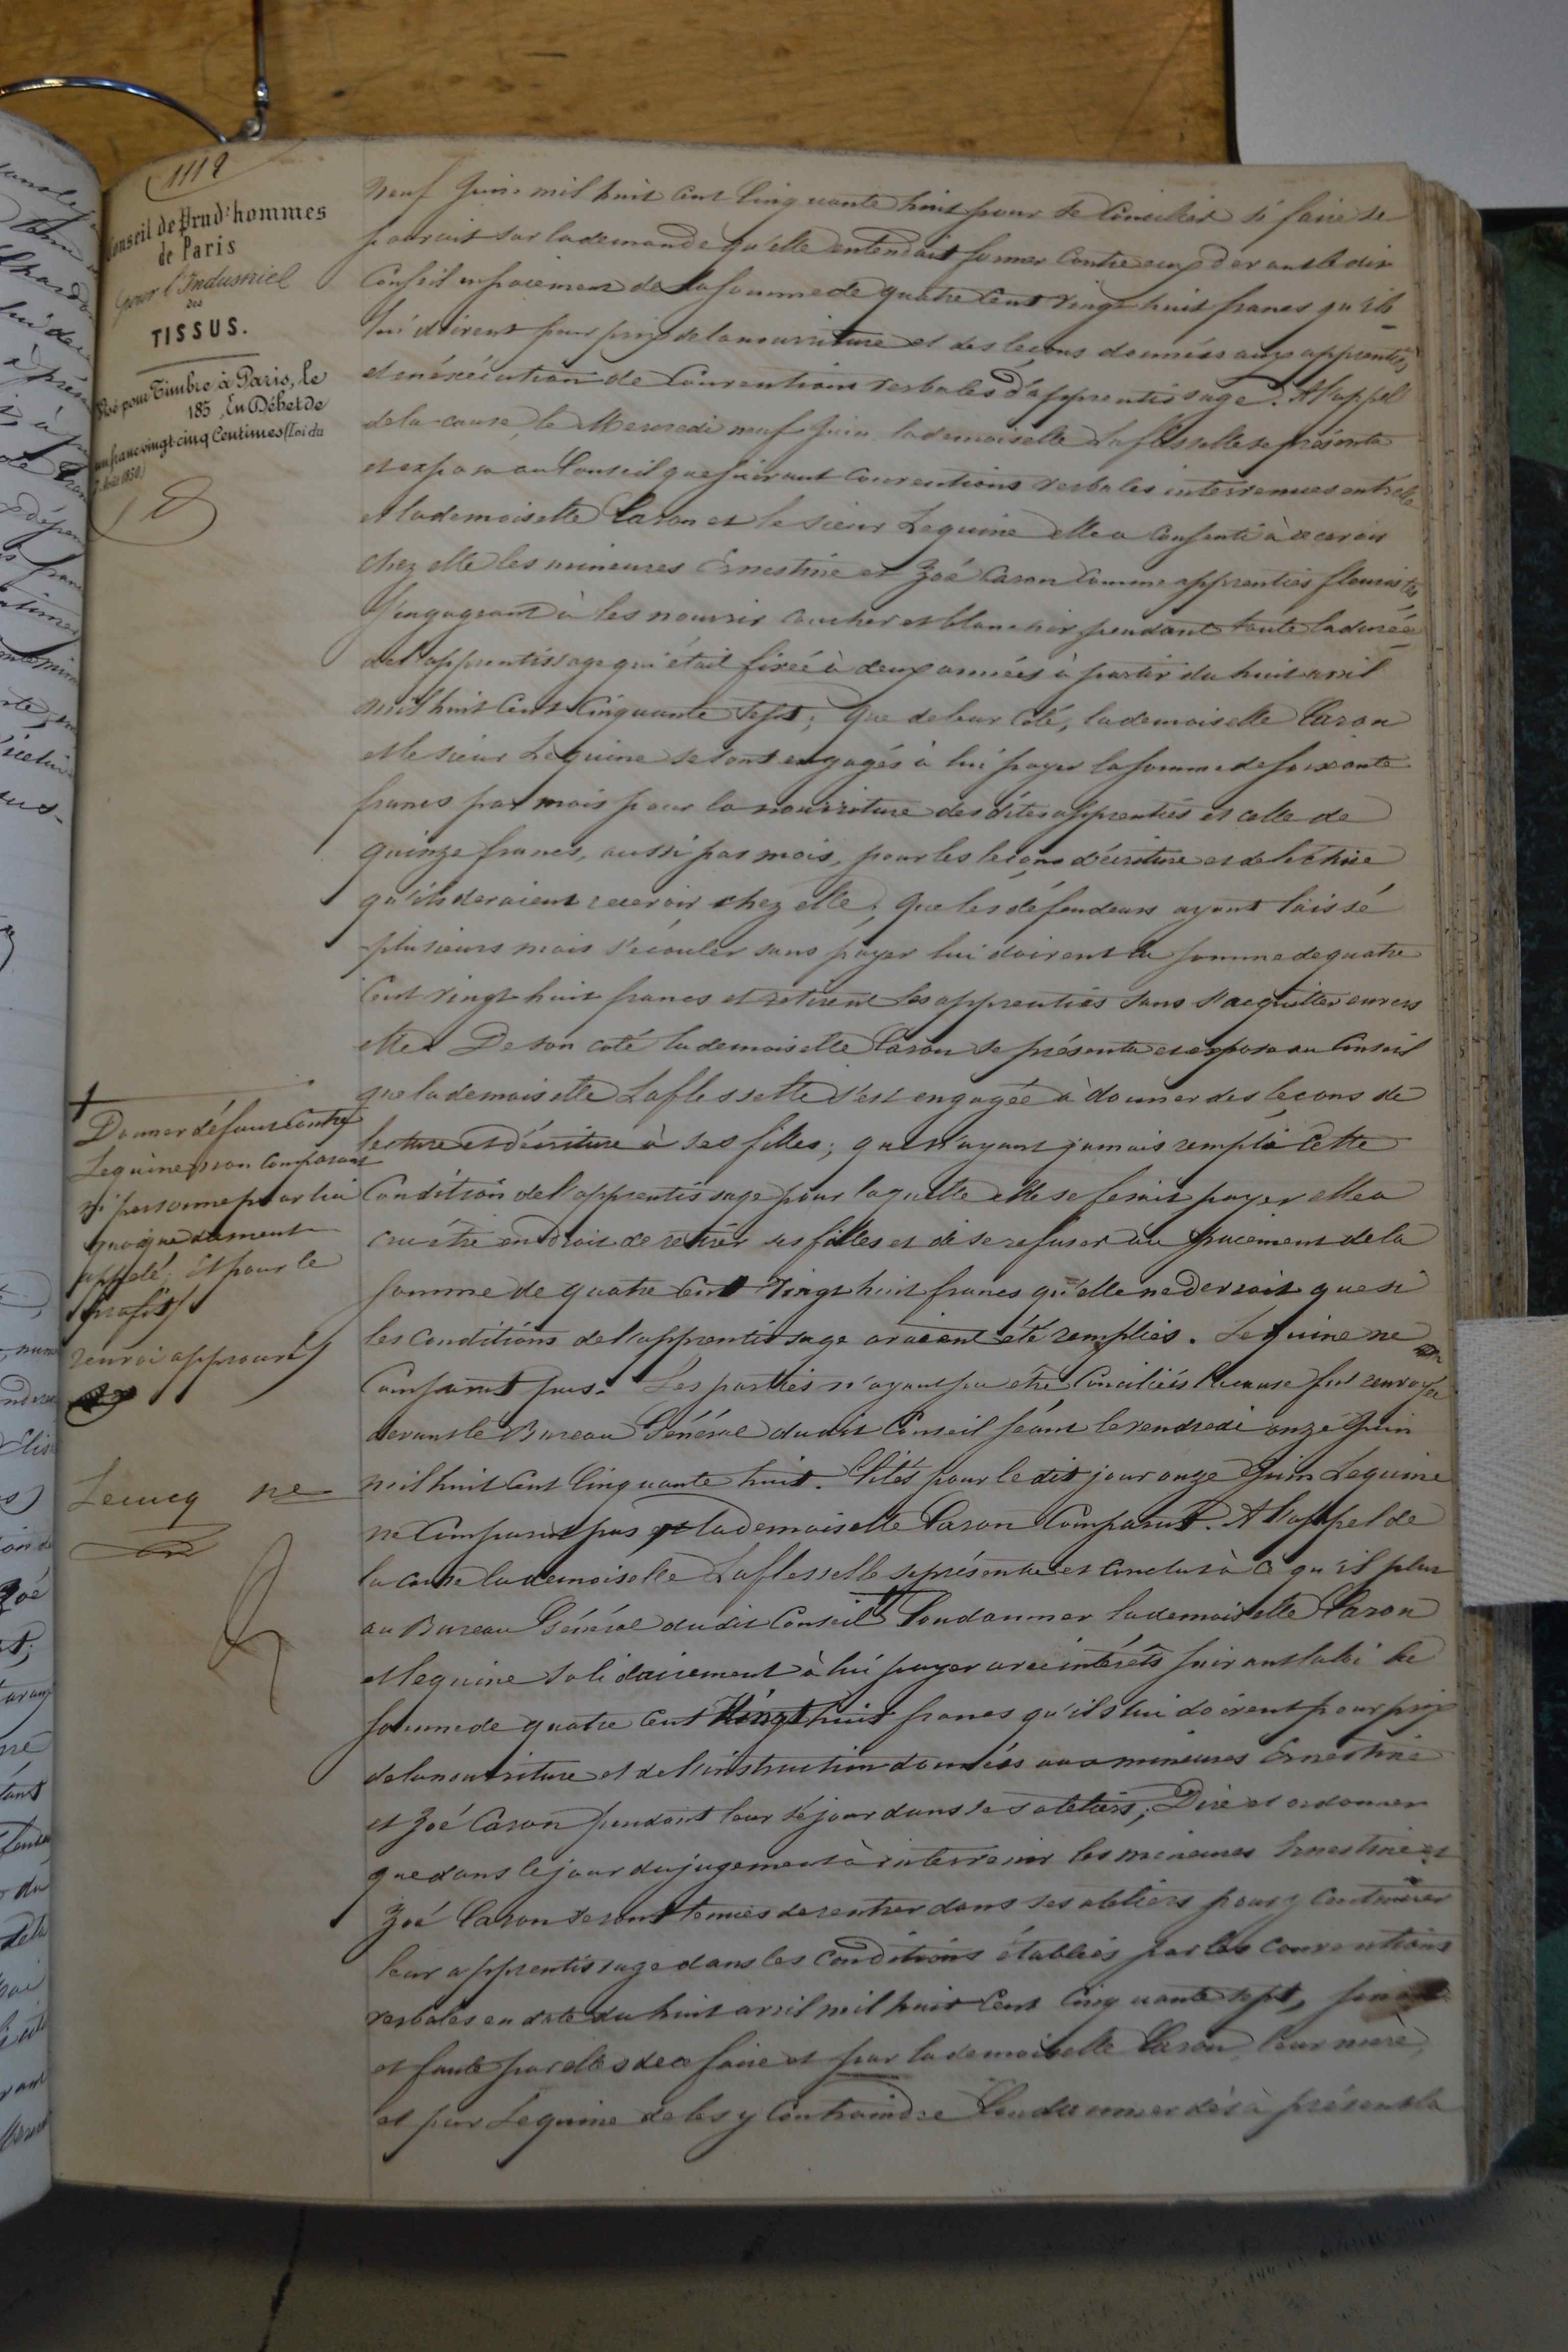 1118
Conseil de Prud'hommes
de Paris
pour l'Industriel
des
TISSUS.
Visé pour Timbre à Paris, le
185 , En Débet de
un franc vingt cinq Centimes (Loi du
neuf Juin mil huit cent cinquante huit pour se concilier si faire se
pouvait sur la demande qu'elle entendait former contre eux devant le dit
Conseil en paiement de la somme de quatre cent vingt huit francs qu'ils
lui doivent pour prix de la nourriture et des leçons données aux apprenties,
et en exécution de conventions verbales d'apprentissage. A l'appel
de la cause, le Mercredi neuf Juin, la demoiselle Laflesselle se présenta
et exposa au Conseil que suivant conventions verbales intervenues entre elle
et la demoiselle Caron et le sieur Lequine elle a consenti à recevoir
chez elle les mineures Ernestine et Zoé Caron comme apprenties fleuristes
s'engageant à les nourrir coucher et blanchir pendant toute la durée
de l'apprentissage qui était fixée à deux années à partir du huit avril
mil huit cent cinquante sept; Que de leur côté, la demoiselle Caron
et le sieur Lequine se sont engagés à lui payer la somme de soixante
francs par mois pour la nourriture des dites apprenties et celle de
quinze francs, aussi par mois, pour les leçons d'écriture et de lecture
qu'ils devaient recevoir chez elle; Que les défendeurs ayant laissé
plusieurs mois s'écouler sans payer lui doivent la somme de quatre
cent vingt huit francs et retirent les apprenties sans s'acquitter envers
elle. De son coté la demoiselle Caron se présenta et exposa au Conseil
que la demoiselle Laflesselle s'est engagée à donner des leçons de
lecture et d'écriture à ses filles; que n'ayant jamais rempli cette
condition de l'apprentissage pour laquelle elle se ferait payer elle a
cru être en droit de retirer ses filles et de se refuser au paiement de la
somme de quatre cent vingt huit francs qu'elle ne devrait que si
les conditions de l'apprentissage avaient été remplies. Lequine ne
comparut pas. Les parties n'ayant pu être conciliées la cause fut renvoyée
devant le Bureau Général du dit Conseil séant le vendredi onze Juin
mil huit cent cinquante huit. Cités pour le dit jour onze Juin Lequine
ne comparut pas et la demoiselle Caron comparut. A l'appel de
la cause la demoiselle Laflesselle se présenta et conclut à ce qu'il plut
au Bureau Général du dit Conseil Condamner la demoiselle Caron
et Lequine solidairement à lui payer avec intérêts suivant la loi la
somme de quatre cent vingt huit francs qu'ils lui doivent pour prix
de la nourriture et de l'instruction données aux mineures Ernestine
et Zoé Caron pendant leur séjour dans ses ateliers; Dire et ordonner
que dans le jour du jugement à intervenir les mineures Ernestine et
Zoé Caron seront tenues de rentrer dans ses ateliers pour y continuer
leur apprentissage dans les conditions établies par les conventions
verbales en date du huit avril mil huit cent cinquante sept, sinon
et faute par elles de ce faire et par la demoiselle Caron, leur mère,
et par Lequine de les y contraindre Condamner dès à présent la
Donner défaut contre
Lequine non comparant
ni personne pour lui
quoique dument
appelé; Et pour le
profit/
renvoi approuvé
Lecucq